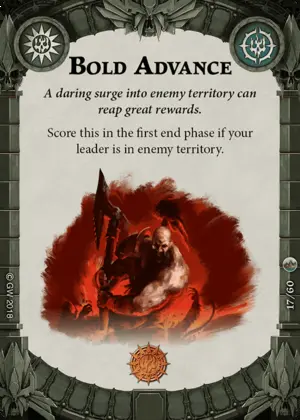 BOLD ADVANCE
A daring surge into enemy territory can
reap great rewards.
Score this in the first end phase if your
leader is in enemy territory.
© GW 2018
17/60